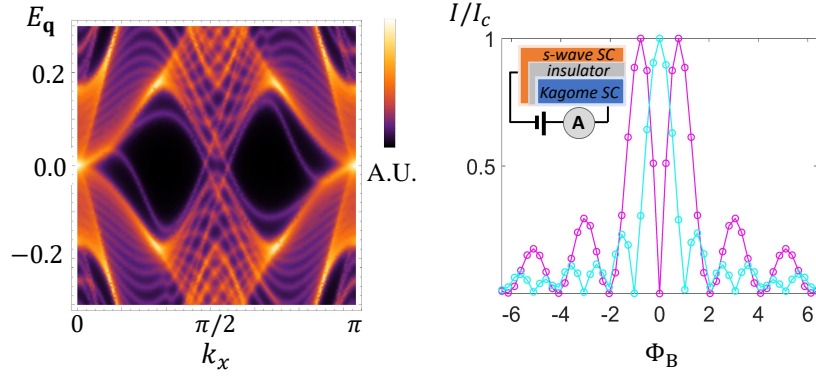 E_q
0.2
0.0
−0.2
0
π/2
π
k_x
A.U.
I/I_c
1
0.5
s-wave SC
insulator
Kagome SC
A
-6
-4
-2
0
2
4
6
Φ_B